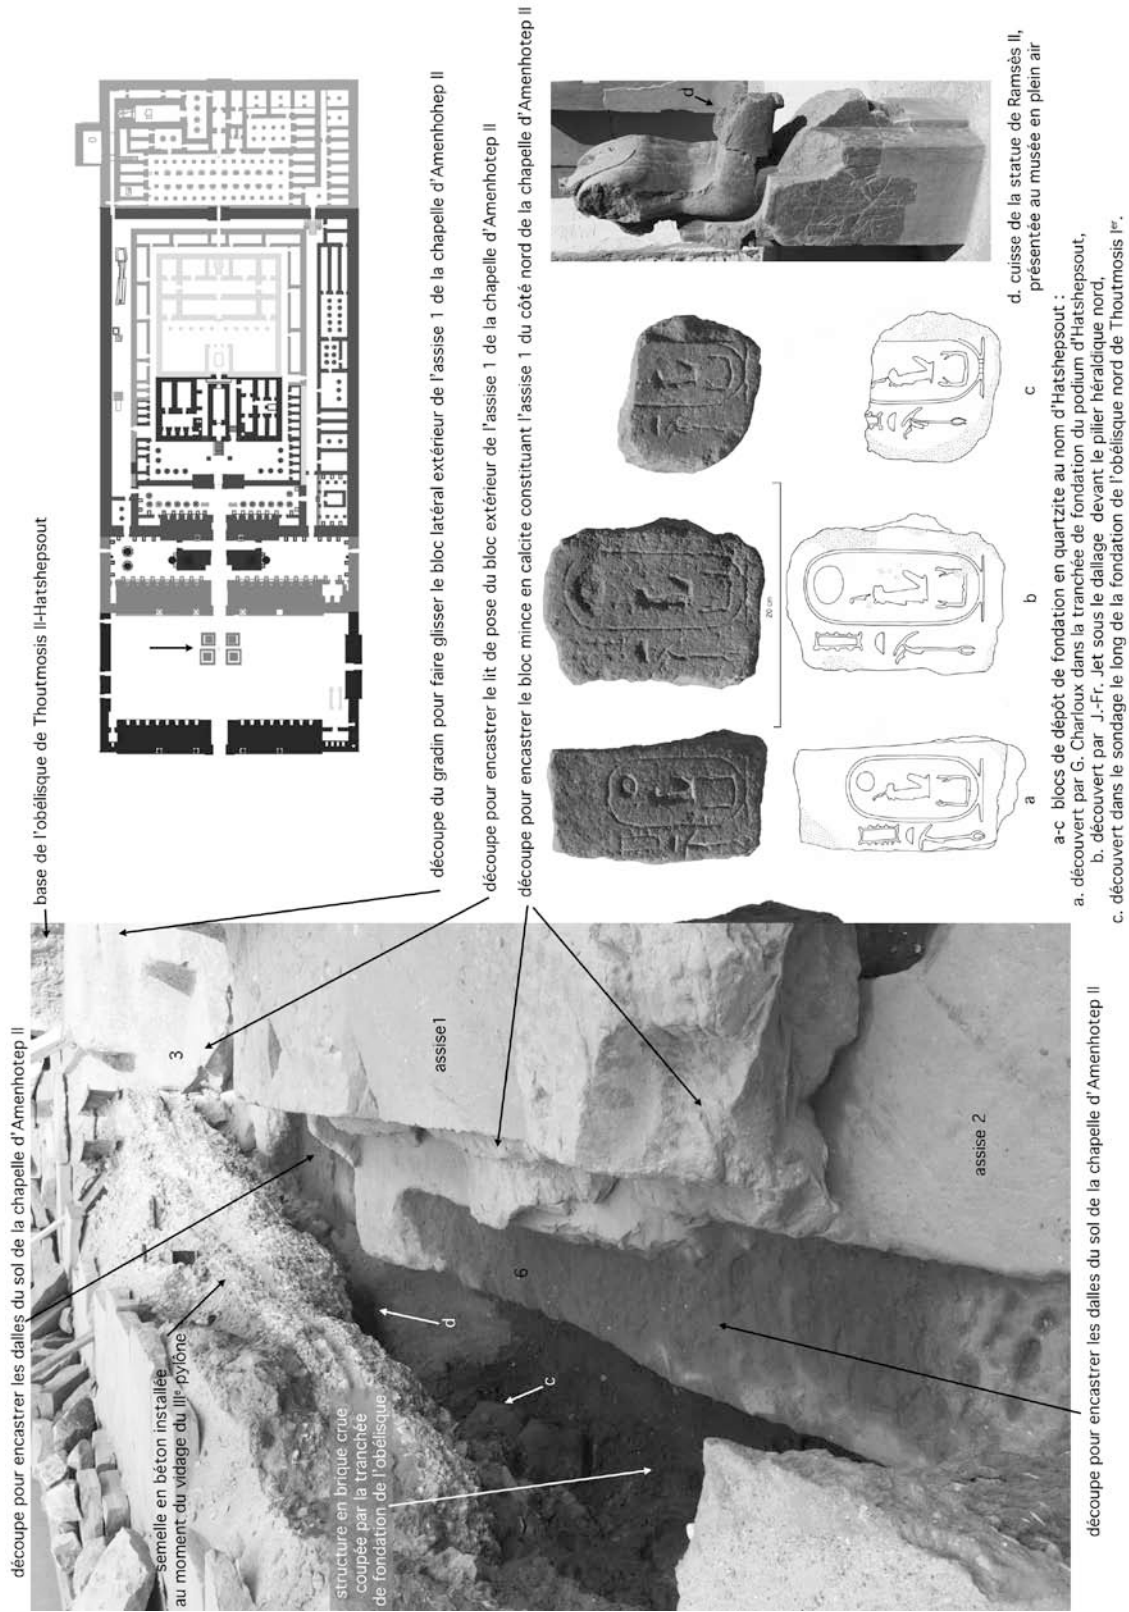 découpe pour encastrer les dalles du sol de la chapelle d'Amenhotep II
base de l'obélisque de Thoutmosis II-Hatshepsout
semelle en béton installée
au moment du vidage du IIIe pylône
structure en brique crue
coupée par la tranchée
de fondation de l'obélisque
c
d
3
6
assise1
assise 2
découpe du gradin pour faire glisser le bloc latéral extérieur de l'assise 1 de la chapelle d'Amenhohep II
découpe pour encastrer le lit de pose du bloc extérieur de l'assise 1 de la chapelle d'Amenhotep II
découpe pour encastrer le bloc mince en calcite constituant l'assise 1 du côté nord de la chapelle d'Amenhotep II
découpe pour encastrer les dalles du sol de la chapelle d'Amenhotep II
20 cm
a
b
c
d
a-c blocs de dépôt de fondation en quartzite au nom d'Hatshepsout :
a. découvert par G. Charloux dans la tranchée de fondation du podium d'Hatshepsout,
b. découvert par J.-Fr. Jet sous le dallage devant le pilier héraldique nord,
c. découvert dans le sondage le long de la fondation de l'obélisque nord de Thoutmosis Ier.
d. cuisse de la statue de Ramsès II,
présentée au musée en plein air